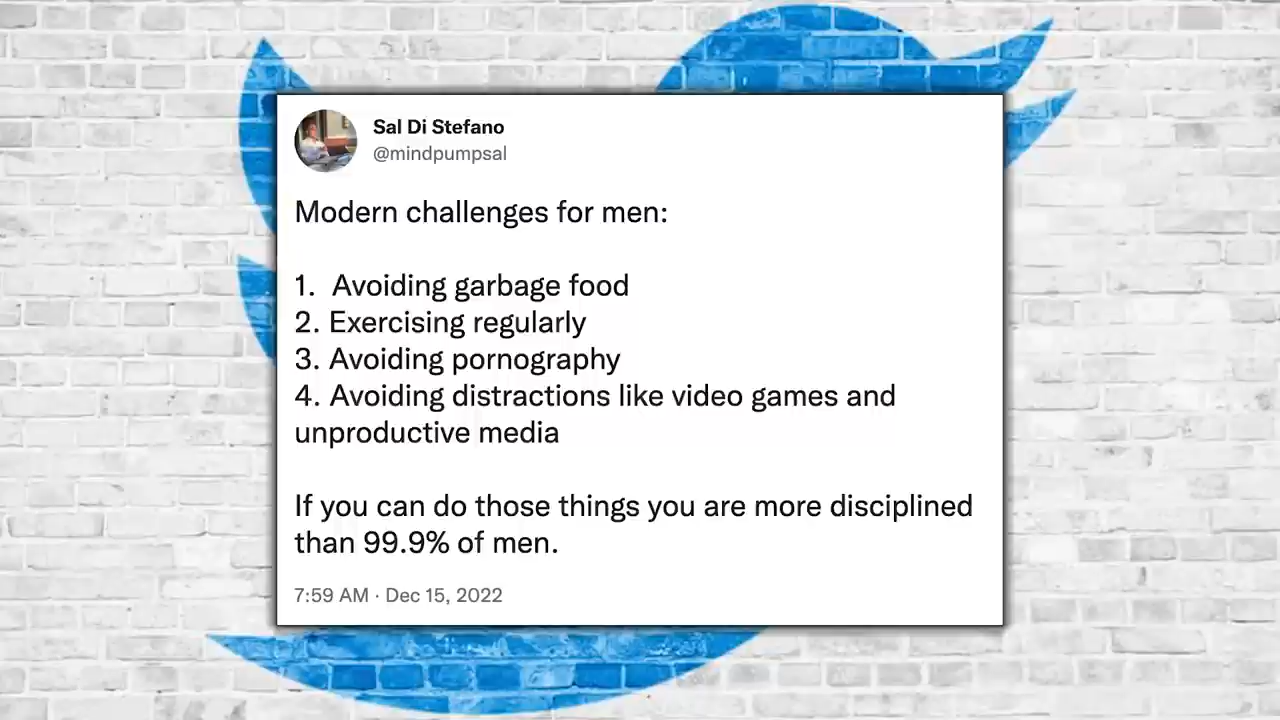 Sal Di Stefano
@mindpumpsal
Modern challenges for men:
1. Avoiding garbage food
2. Exercising regularly
3. Avoiding pornography
4. Avoiding distractions like video games and
unproductive media
If you can do those things you are more disciplined
than 99.9% of men.
7:59 AM · Dec 15, 2022